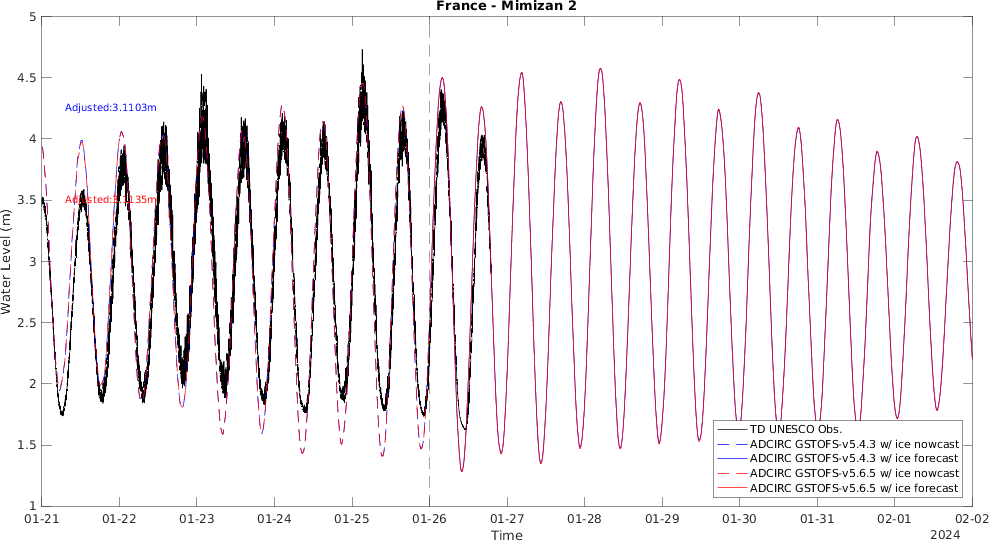 France - Mimizan 2
5
4.5
4
3.5
3
2.5
2
1.5
1
Water Level (m)
Adjusted:3.1103m
Adjusted:3.1135m
TD UNESCO Obs.
ADCIRC GSTOFS-v5.4.3 w/ ice nowcast
ADCIRC GSTOFS-v5.4.3 w/ ice forecast
ADCIRC GSTOFS-v5.6.5 w/ ice nowcast
ADCIRC GSTOFS-v5.6.5 w/ ice forecast
01-21 01-22 01-23 01-24 01-25 01-26 01-27 01-28 01-29 01-30 01-31 02-01 02-02
Time
2024